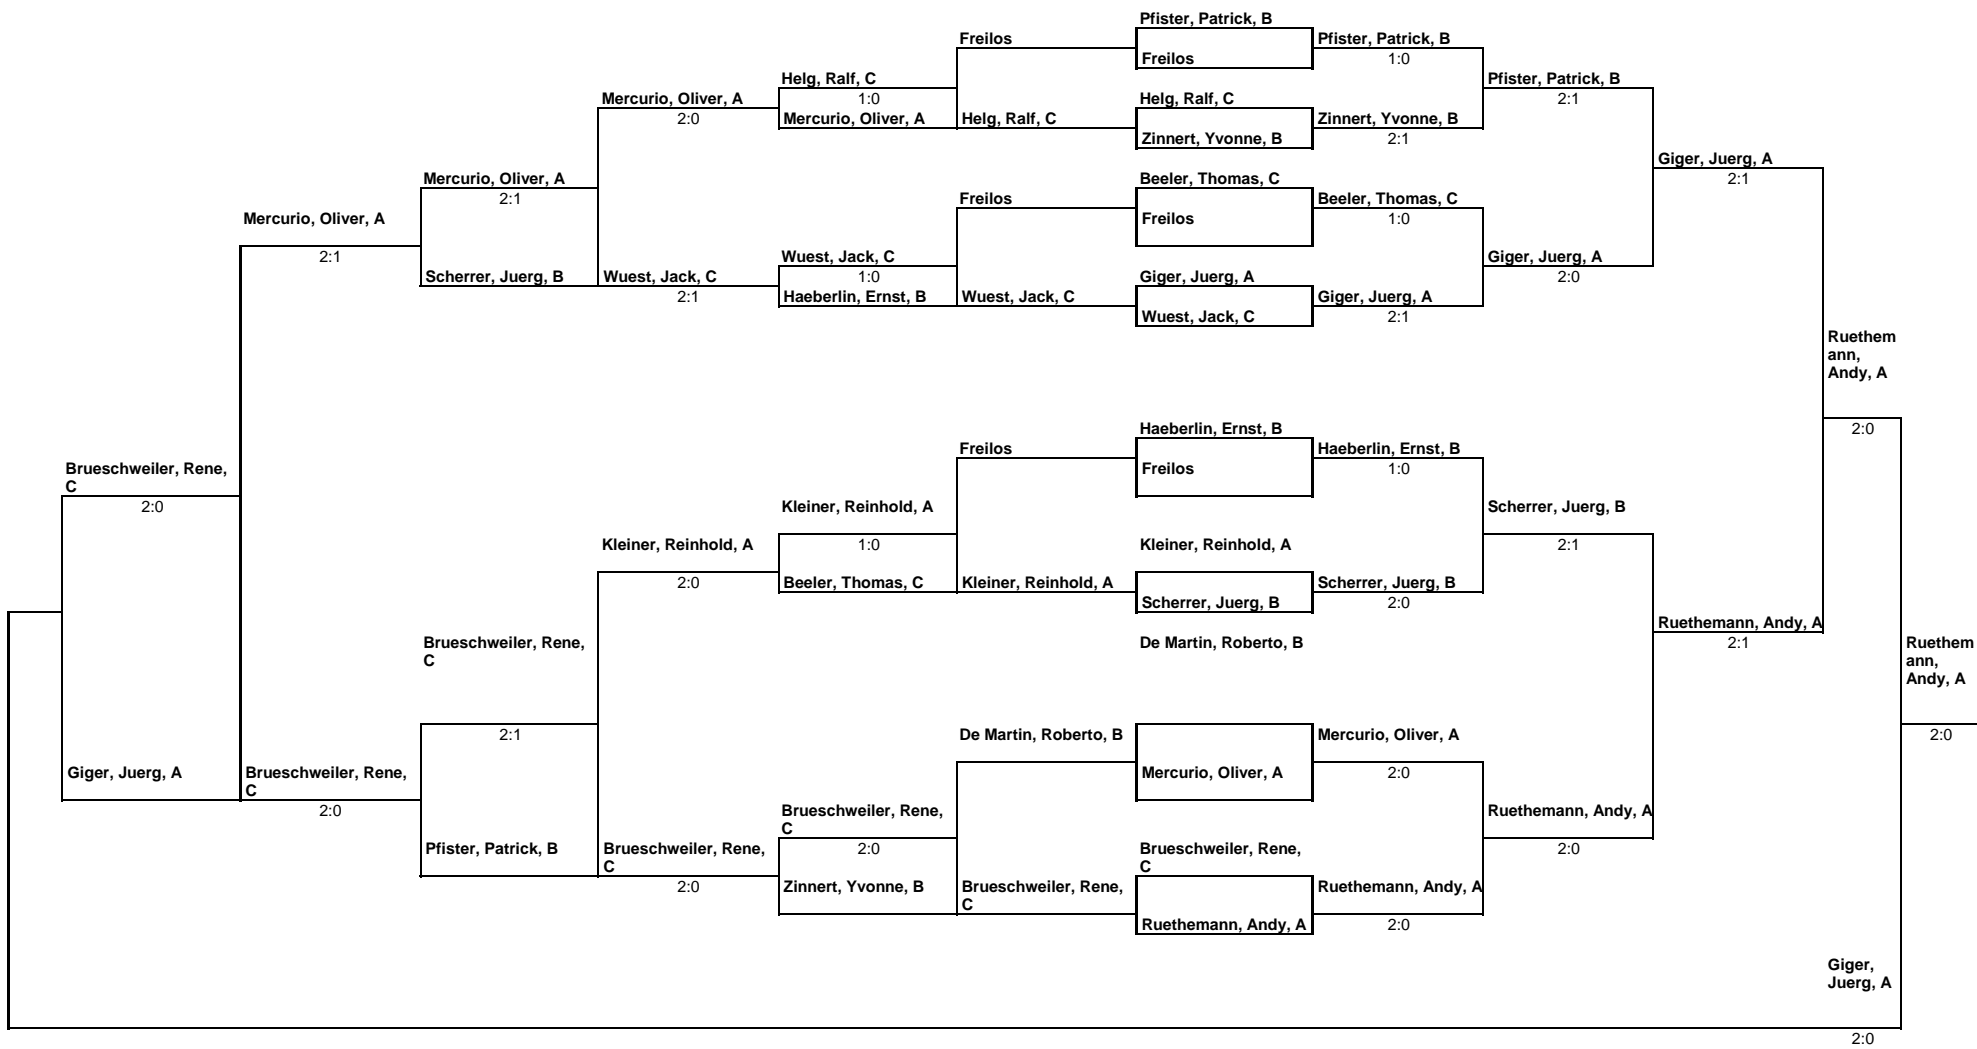 Pfister, Patrick, B
Freilos
Pfister, Patrick, B
Freilos
1:0
Helg, Ralf, C
Pfister, Patrick, B
Mercurio, Oliver, A
1:0
Helg, Ralf, C
2:1
2:0
Mercurio, Oliver, A
Helg, Ralf, C
Zinnert, Yvonne, B
Zinnert, Yvonne, B
2:1
Giger, Juerg, A
Mercurio, Oliver, A
Beeler, Thomas, C
2:1
2:1
Freilos
Beeler, Thomas, C
Mercurio, Oliver, A
Freilos
1:0
2:1
Wuest, Jack, C
Giger, Juerg, A
Scherrer, Juerg, B
Wuest, Jack, C
1:0
Giger, Juerg, A
2:0
2:1
Haeberlin, Ernst, B
Wuest, Jack, C
Giger, Juerg, A
Wuest, Jack, C
2:1
Ruethem
ann,
Andy, A
Haeberlin, Ernst, B
2:0
Freilos
Haeberlin, Ernst, B
Brueschweiler, Rene,
C
Freilos
1:0
2:0
Kleiner, Reinhold, A
Scherrer, Juerg, B
Kleiner, Reinhold, A
1:0
Kleiner, Reinhold, A
2:1
2:0
Beeler, Thomas, C
Kleiner, Reinhold, A
Scherrer, Juerg, B
Scherrer, Juerg, B
2:0
Ruethemann, Andy, A
Brueschweiler, Rene,
C
De Martin, Roberto, B
2:1
Ruethem
ann,
Andy, A
2:1
De Martin, Roberto, B
Mercurio, Oliver, A
2:0
Giger, Juerg, A
Brueschweiler, Rene,
C
Mercurio, Oliver, A
2:0
2:0
Brueschweiler, Rene,
C
Ruethemann, Andy, A
Pfister, Patrick, B
Brueschweiler, Rene,
C
2:0
Brueschweiler, Rene,
C
2:0
2:0
Zinnert, Yvonne, B
Brueschweiler, Rene,
C
Ruethemann, Andy, A
Ruethemann, Andy, A
2:0
Giger,
Juerg, A
2:0